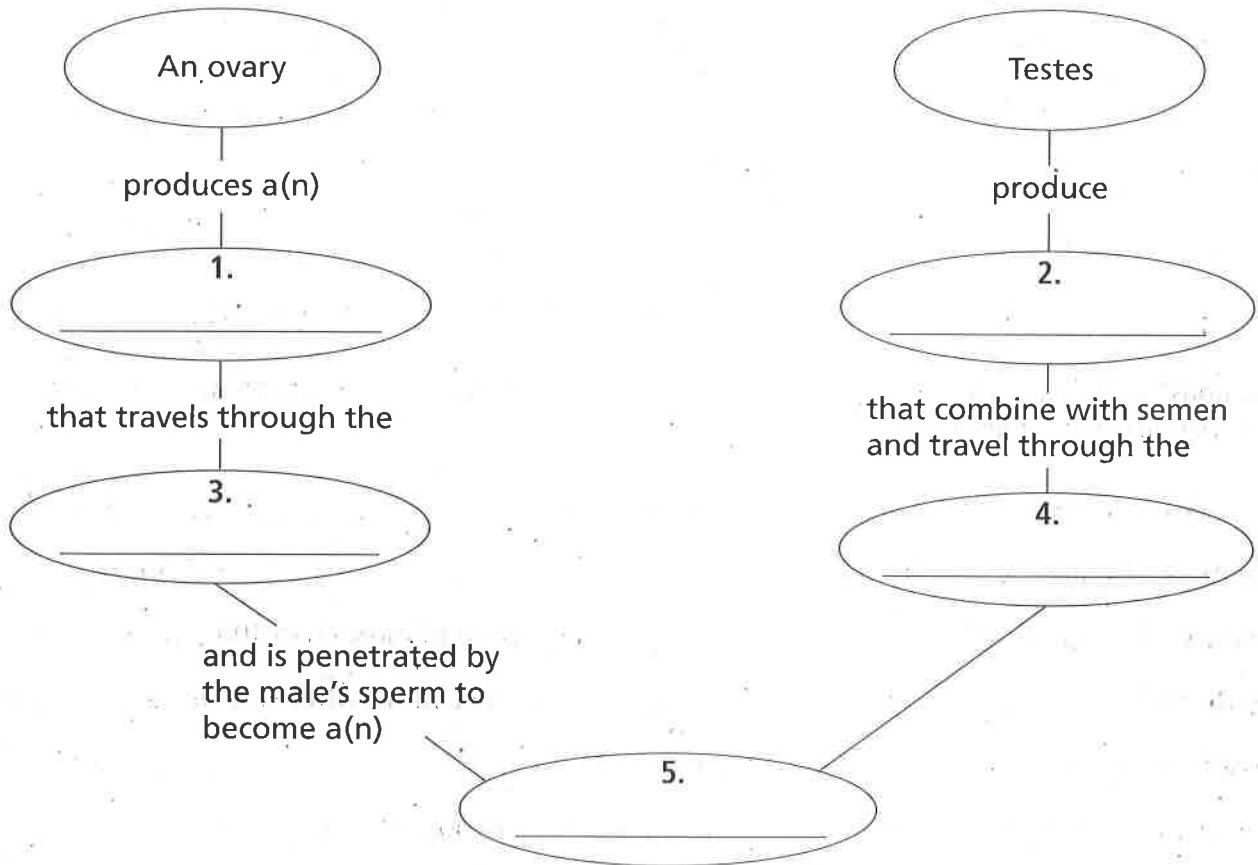 An ovary
Testes
produces a(n)
produce
1.
2.
that travels through the
that combine with semen
and travel through the
3.
4.
and is penetrated by
the male's sperm to
become a(n)
5.